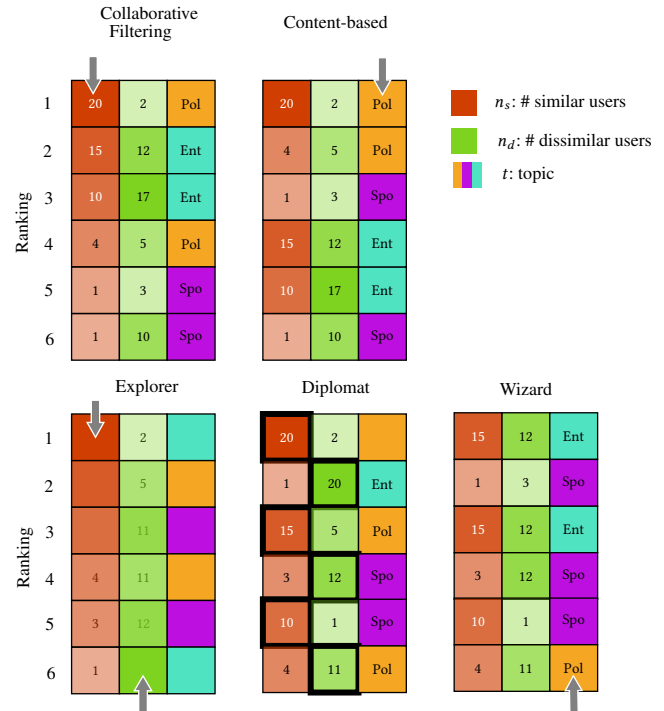 Collaborative
Filtering
Content-based
Ranking
1 20 2 Pol 20 2 Pol
2 15 12 Ent 4 5 Pol
3 10 17 Ent 1 3 Spo
4 4 5 Pol 15 12 Ent
5 1 3 Spo 10 17 Ent
6 1 10 Spo 1 10 Spo
nₛ: # similar users
n_d: # dissimilar users
t: topic
Explorer
Diplomat
Wizard
Ranking
1 2 20 2 15 12 Ent
2 5 1 20 Ent 1 3 Spo
3 11 15 5 Pol 15 12 Ent
4 4 11 3 12 Spo 3 12 Spo
5 3 12 10 1 Spo 10 1 Spo
6 1 4 11 Pol 4 11 Pol